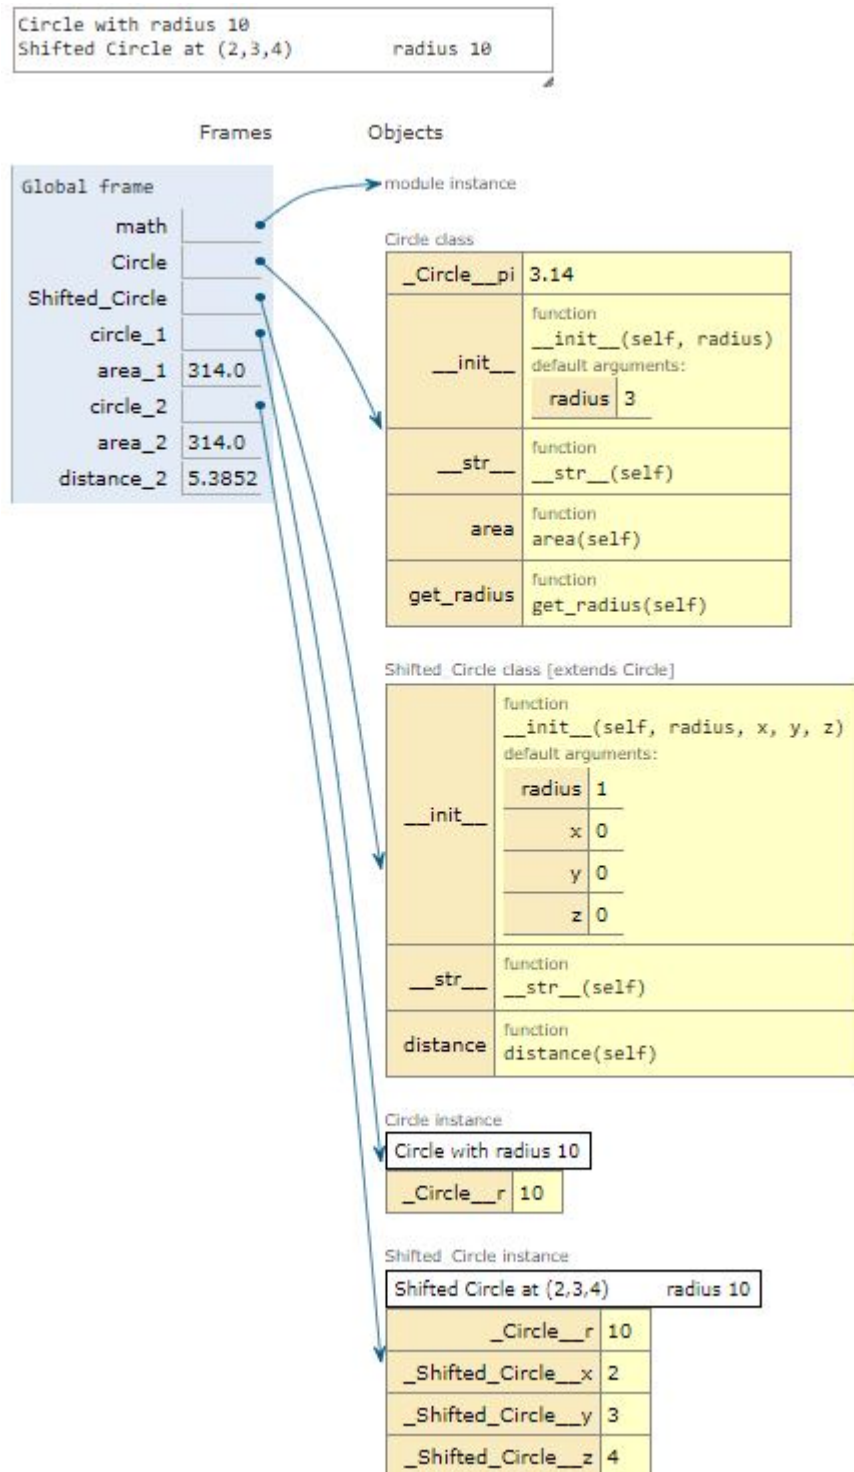 Circle with radius 10
Shifted Circle at (2,3,4)          radius 10
Frames Objects
Global frame
math
Circle
Shifted_Circle
circle_1
area_1 314.0
circle_2
area_2 314.0
distance_2 5.3852
module instance
Circle class
_Circle__pi 3.14
__init__
function
__init__(self, radius)
default arguments:
radius 3
__str__
function
__str__(self)
area
function
area(self)
get_radius
function
get_radius(self)
Shifted_Circle class [extends Circle]
__init__
function
__init__(self, radius, x, y, z)
default arguments:
radius 1
x 0
y 0
z 0
__str__
function
__str__(self)
distance
function
distance(self)
Circle instance
Circle with radius 10
_Circle__r 10
Shifted_Circle instance
Shifted Circle at (2,3,4)          radius 10
_Circle__r 10
_Shifted_Circle__x 2
_Shifted_Circle__y 3
_Shifted_Circle__z 4